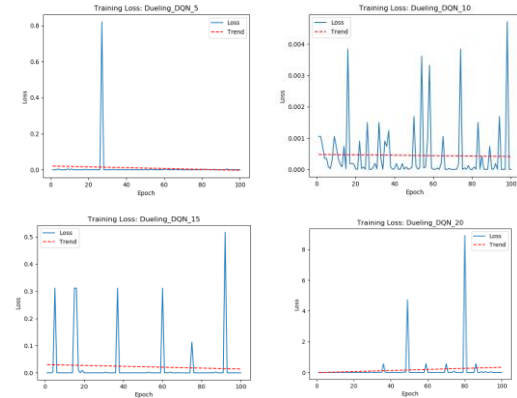 Training Loss: Dueling_DQN_5
Loss
Trend
0.8
0.6
0.4
0.2
0.0
Loss
0 20 40 60 80 100
Epoch
Training Loss: Dueling_DQN_10
Loss
Trend
0.004
0.003
0.002
0.001
0.000
Loss
0 20 40 60 80 100
Epoch
Training Loss: Dueling_DQN_15
Loss
Trend
0.5
0.4
0.3
0.2
0.1
0.0
Loss
0 20 40 60 80 100
Epoch
Training Loss: Dueling_DQN_20
Loss
Trend
8
6
4
2
0
Loss
0 20 40 60 80 100
Epoch